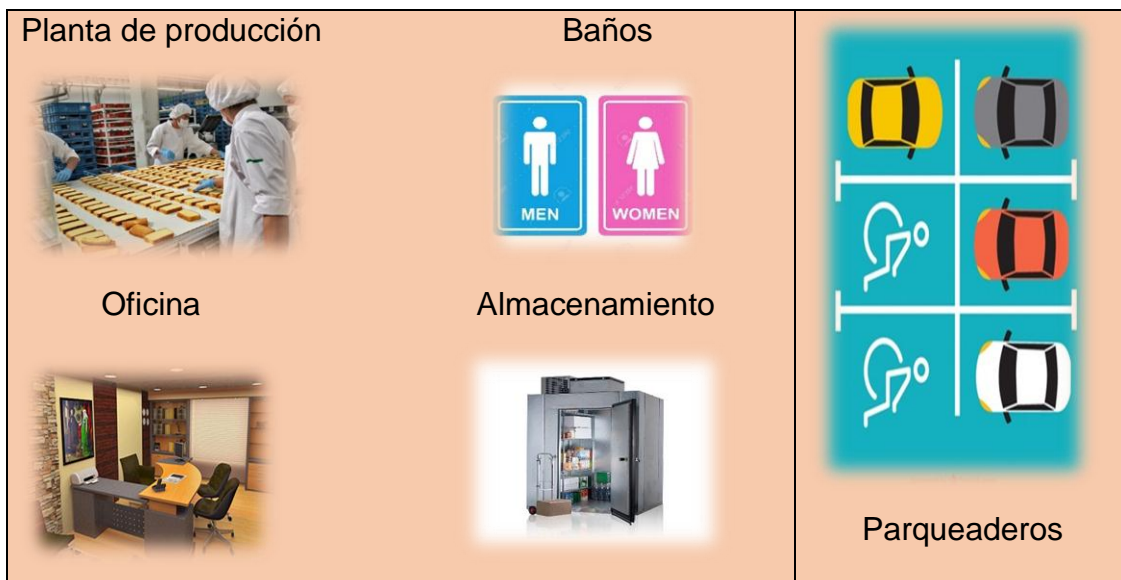 Planta de producción
Baños
MEN
WOMEN
Oficina
Almacenamiento
Parqueaderos